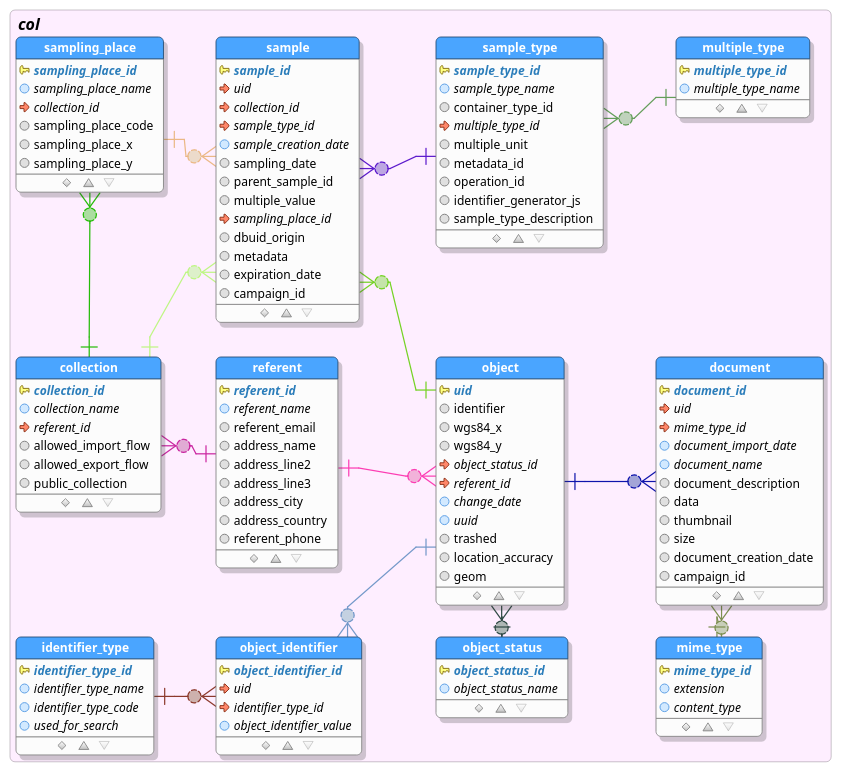 col
sampling_place
sampling_place_id
sampling_place_name
collection_id
sampling_place_code
sampling_place_x
sampling_place_y
sample
sample_id
uid
collection_id
sample_type_id
sample_creation_date
sampling_date
parent_sample_id
multiple_value
sampling_place_id
dbuid_origin
metadata
expiration_date
campaign_id
sample_type
sample_type_id
sample_type_name
container_type_id
multiple_type_id
multiple_unit
metadata_id
operation_id
identifier_generator_js
sample_type_description
multiple_type
multiple_type_id
multiple_type_name
collection
collection_id
collection_name
referent_id
allowed_import_flow
allowed_export_flow
public_collection
referent
referent_id
referent_name
referent_email
address_name
address_line2
address_line3
address_city
address_country
referent_phone
object
uid
identifier
wgs84_x
wgs84_y
object_status_id
referent_id
change_date
uuid
trashed
location_accuracy
geom
document
document_id
uid
mime_type_id
document_import_date
document_name
document_description
data
thumbnail
size
document_creation_date
campaign_id
identifier_type
identifier_type_id
identifier_type_name
identifier_type_code
used_for_search
object_identifier
object_identifier_id
uid
identifier_type_id
object_identifier_value
object_status
object_status_id
object_status_name
mime_type
mime_type_id
extension
content_type